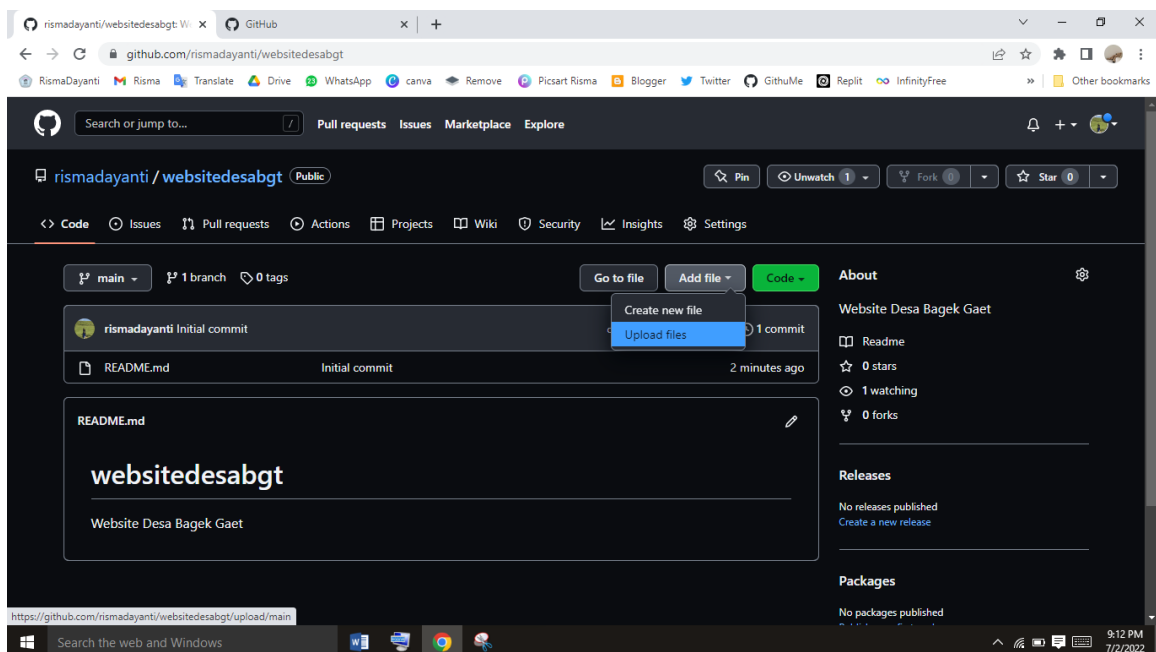 rismadayanti/websitedesabgt: W
GitHub
github.com/rismadayanti/websitedesabgt
RismaDayanti Risma Translate Drive WhatsApp canva Remove Picsart Risma Blogger Twitter GithuMe Replit InfinityFree » Other bookmarks
Search or jump to... / Pull requests Issues Marketplace Explore
rismadayanti / websitedesabgt Public
Pin Unwatch 1 Fork 0 Star 0
<> Code Issues Pull requests Actions Projects Wiki Security Insights Settings
main 1 branch 0 tags Go to file Add file Code
Create new file
Upload files
rismadayanti Initial commit 1 commit
README.md Initial commit 2 minutes ago
README.md
websitedesabgt
Website Desa Bagek Gaet
About
Website Desa Bagek Gaet
Readme
0 stars
1 watching
0 forks
Releases
No releases published
Create a new release
Packages
No packages published
https://github.com/rismadayanti/websitedesabgt/upload/main
Search the web and Windows
9:12 PM
7/2/2022